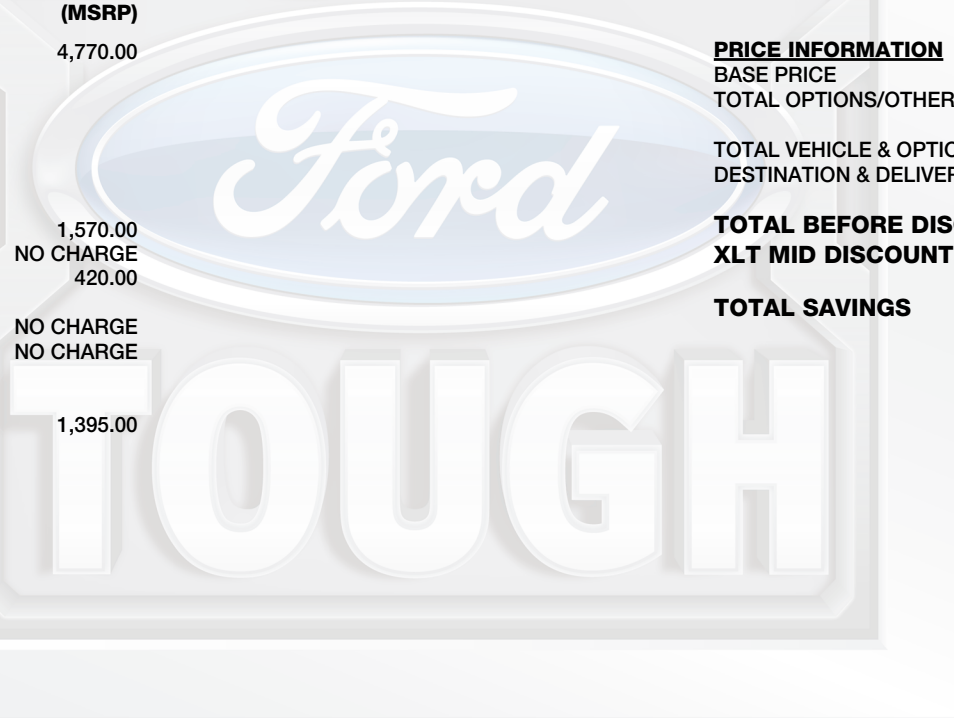 (MSRP)
4,770.00
1,570.00
NO CHARGE
420.00
NO CHARGE
NO CHARGE
1,395.00
PRICE INFORMATION
BASE PRICE
TOTAL OPTIONS/OTHER
TOTAL VEHICLE & OPTIO
DESTINATION & DELIVER
TOTAL BEFORE DIS
XLT MID DISCOUNT
TOTAL SAVINGS
Ford
TOUGH